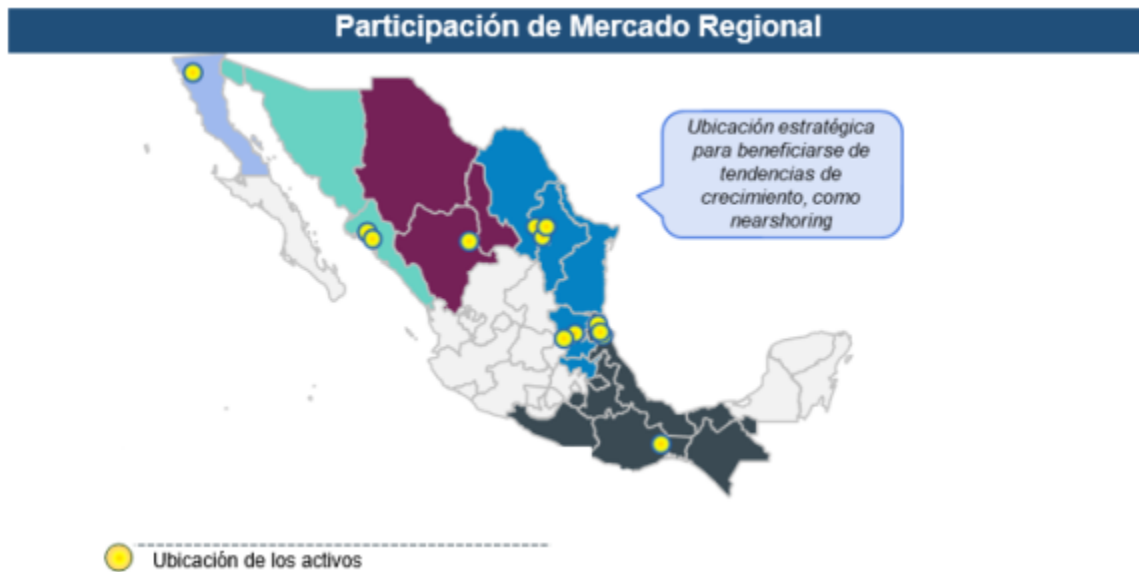 Participación de Mercado Regional
Ubicación estratégica
para beneficiarse de
tendencias de
crecimiento, como
nearshoring
Ubicación de los activos